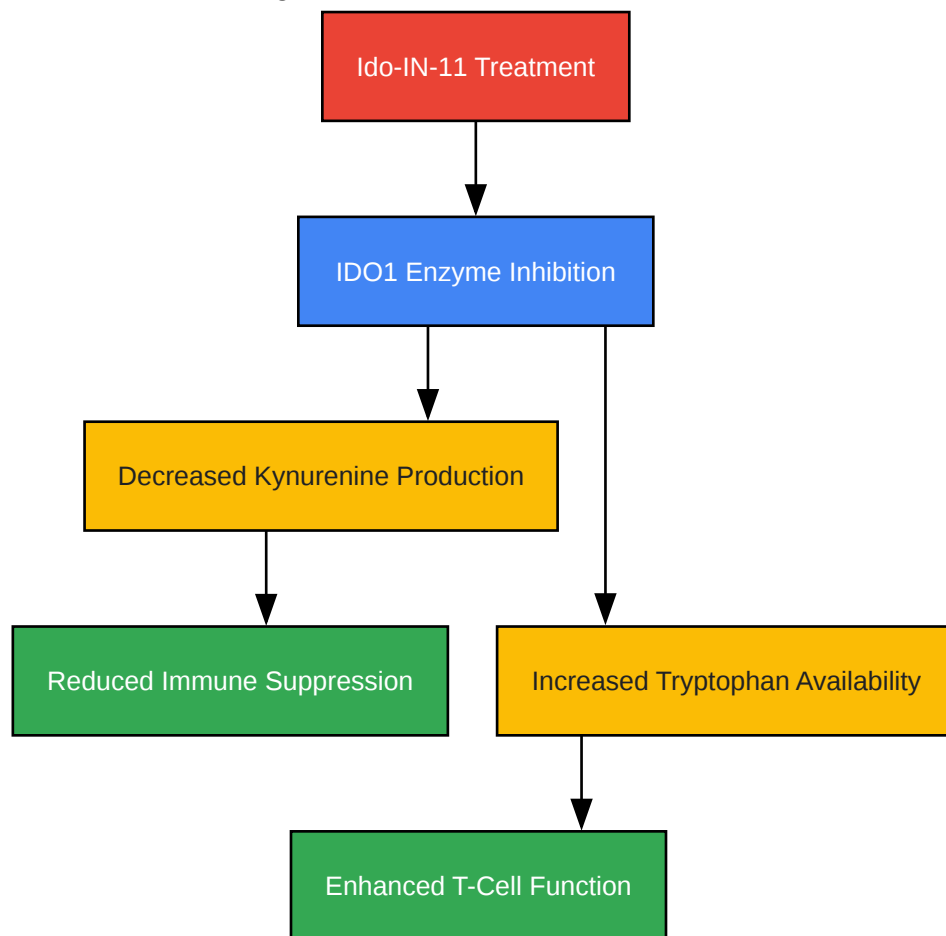 Ido-IN-11 Treatment
IDO1 Enzyme Inhibition
Decreased Kynurenine Production
Reduced Immune Suppression
Increased Tryptophan Availability
Enhanced T-Cell Function